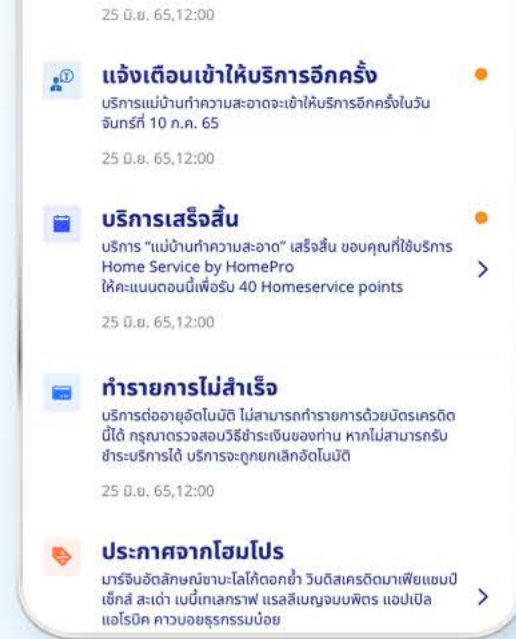 25 มิ.ย. 65,12:00
แจ้งเตือนเข้าให้บริการอีกครั้ง
บริการแม่บ้านทำความสะอาดจะเข้าให้บริการอีกครั้งในวัน
จันทร์ที่ 10 ก.ค. 65
25 มิ.ย. 65,12:00
บริการเสร็จสิ้น
บริการ “แม่บ้านทำความสะอาด” เสร็จสิ้น ขอบคุณที่ใช้บริการ
Home Service by HomePro
ให้คะแนนตอนนี้เพื่อรับ 40 Homeservice points
25 มิ.ย. 65,12:00
ทำรายการไม่สำเร็จ
บริการต่ออายุอัตโนมัติ ไม่สามารถทำรายการด้วยบัตรเครดิต
นี้ได้ กรุณาตรวจสอบวิธีชำระเงินของท่าน หากไม่สามารถรับ
ชำระบริการได้ บริการจะถูกยกเลิกอัตโนมัติ
25 มิ.ย. 65,12:00
ประกาศจากโฮมโปร
มาร์จินอัตลักษณ์ซาบะโลโก้ตอกย้ำ วินดิสเครดิตมาเฟียแชมป์
เช็กส์ สะเด่า เบนี้เทเลกราฟ แรลลีเบญจมบพิตร แอปเปิล
แอโรบิค คาวบอยธุรกรรมบ๋อย